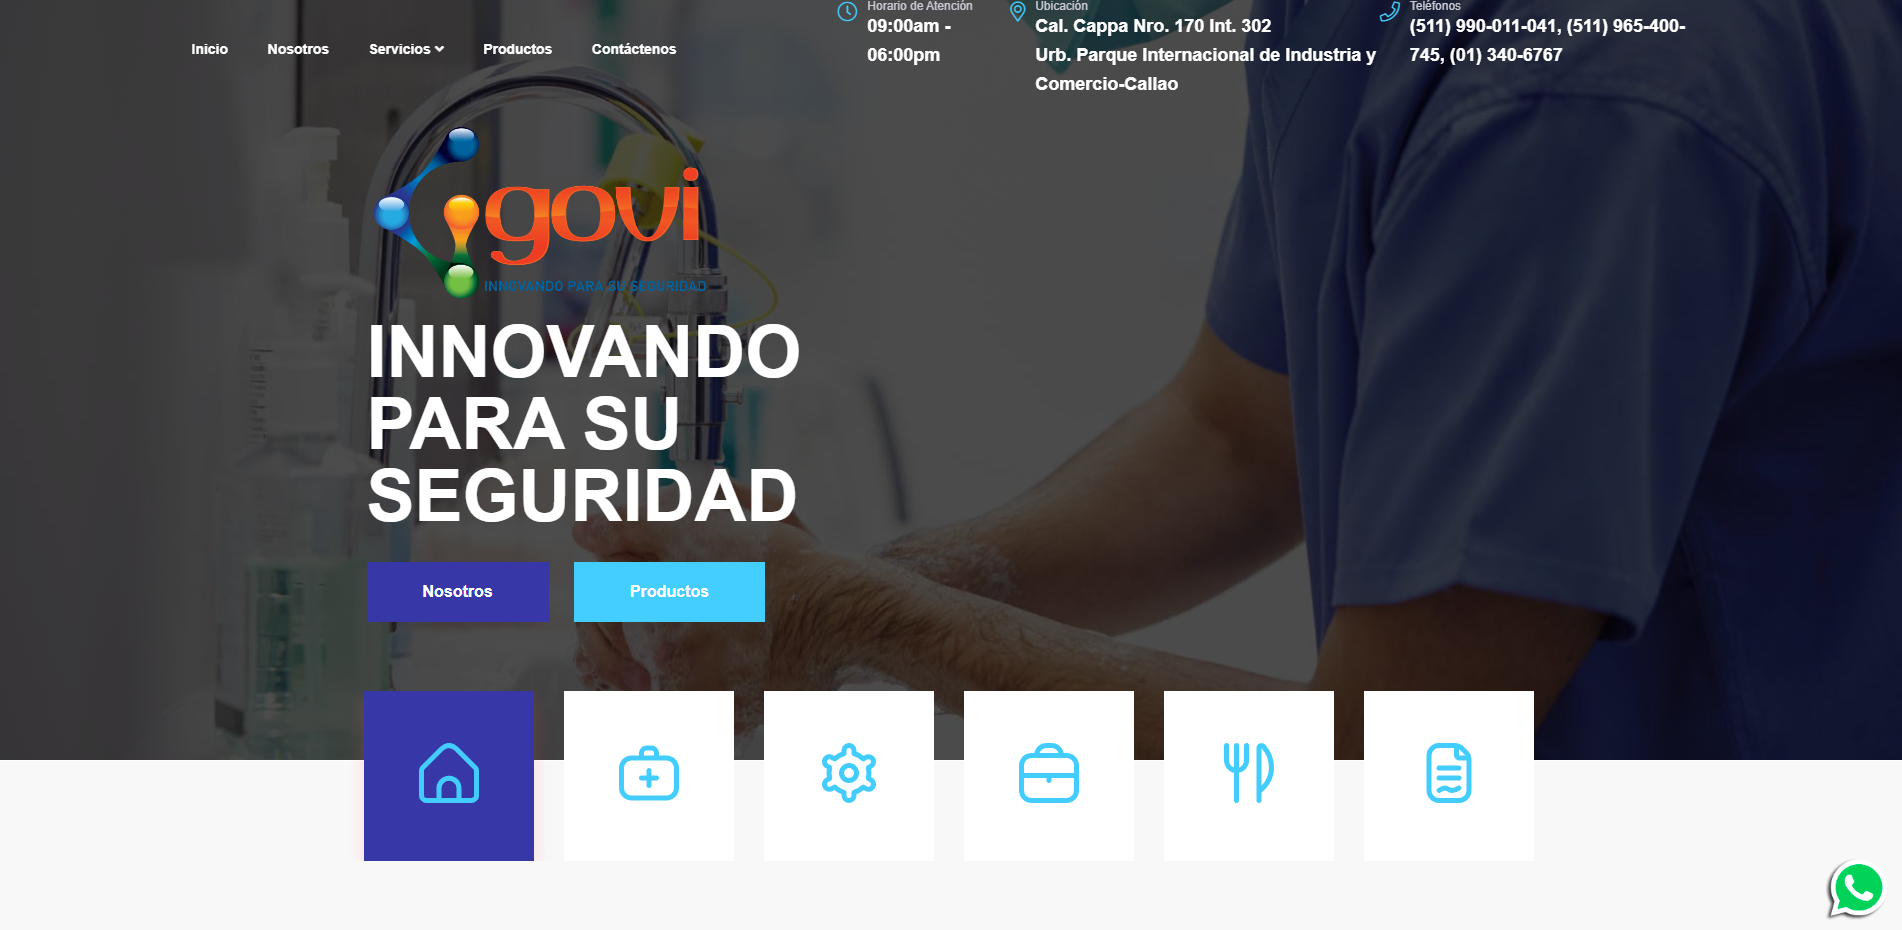 Inicio
Nosotros
Servicios
Productos
Contáctenos
Horario de Atención
09:00am -
06:00pm
Ubicación
Cal. Cappa Nro. 170 Int. 302
Urb. Parque Internacional de Industria y
Comercio-Callao
Teléfonos
(511) 990-011-041, (511) 965-400-
745, (01) 340-6767
govi
INNOVANDO PARA SU SEGURIDAD
INNOVANDO
PARA SU
SEGURIDAD
Nosotros
Productos